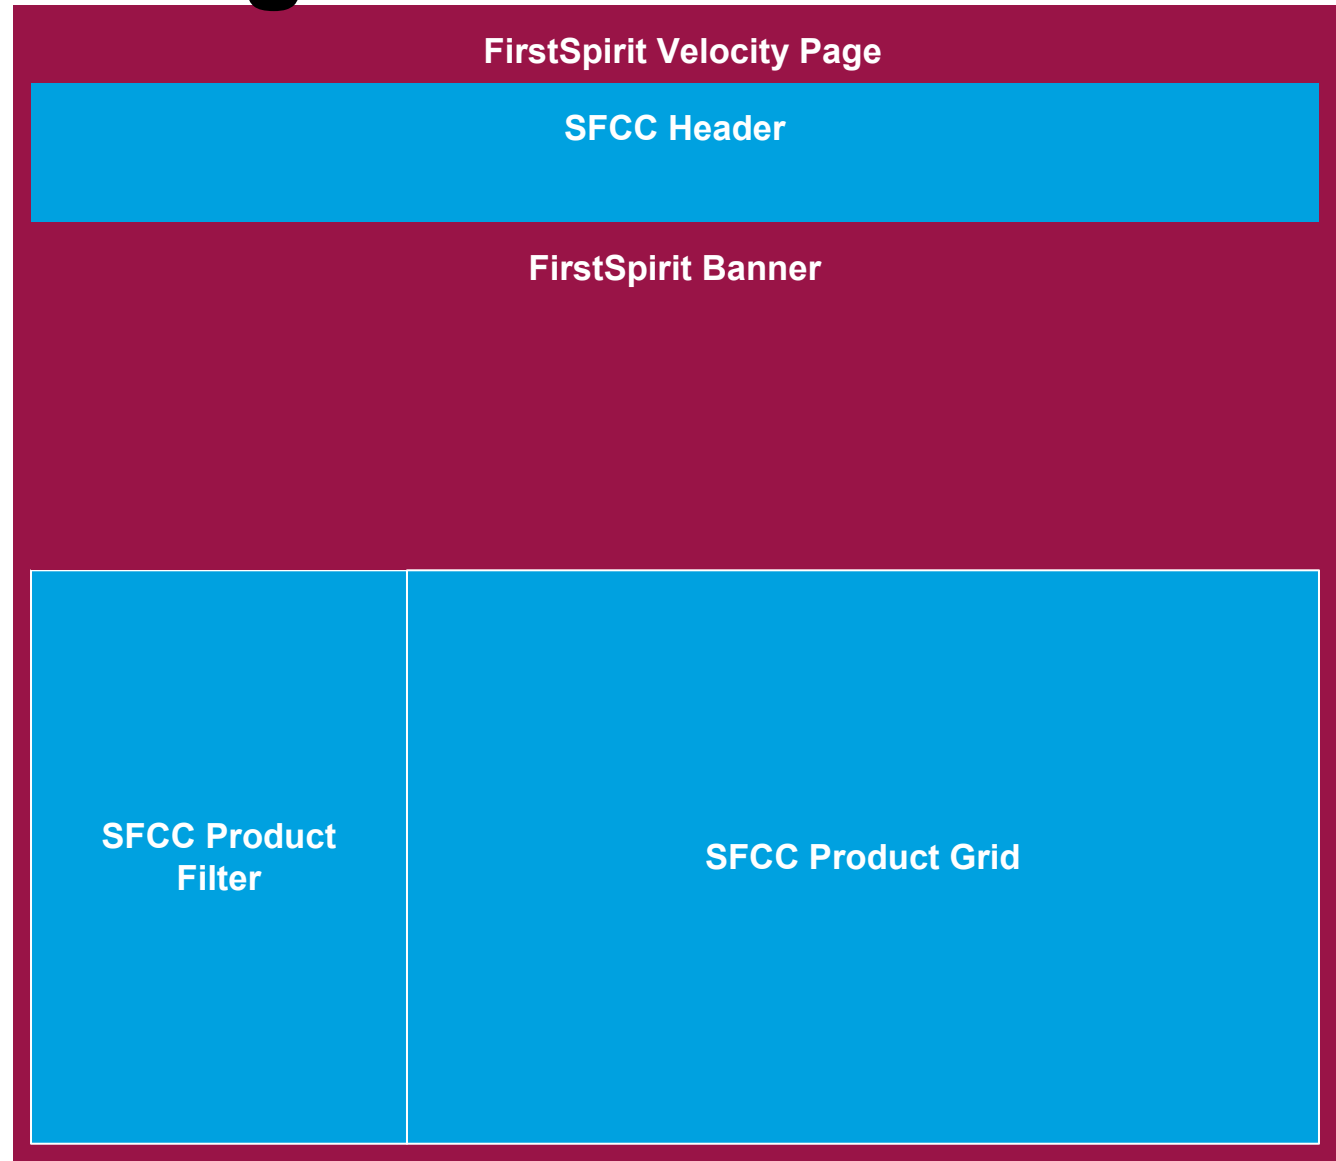 FirstSpirit Velocity Page
SFCC Header
FirstSpirit Banner
SFCC Product
Filter
SFCC Product Grid